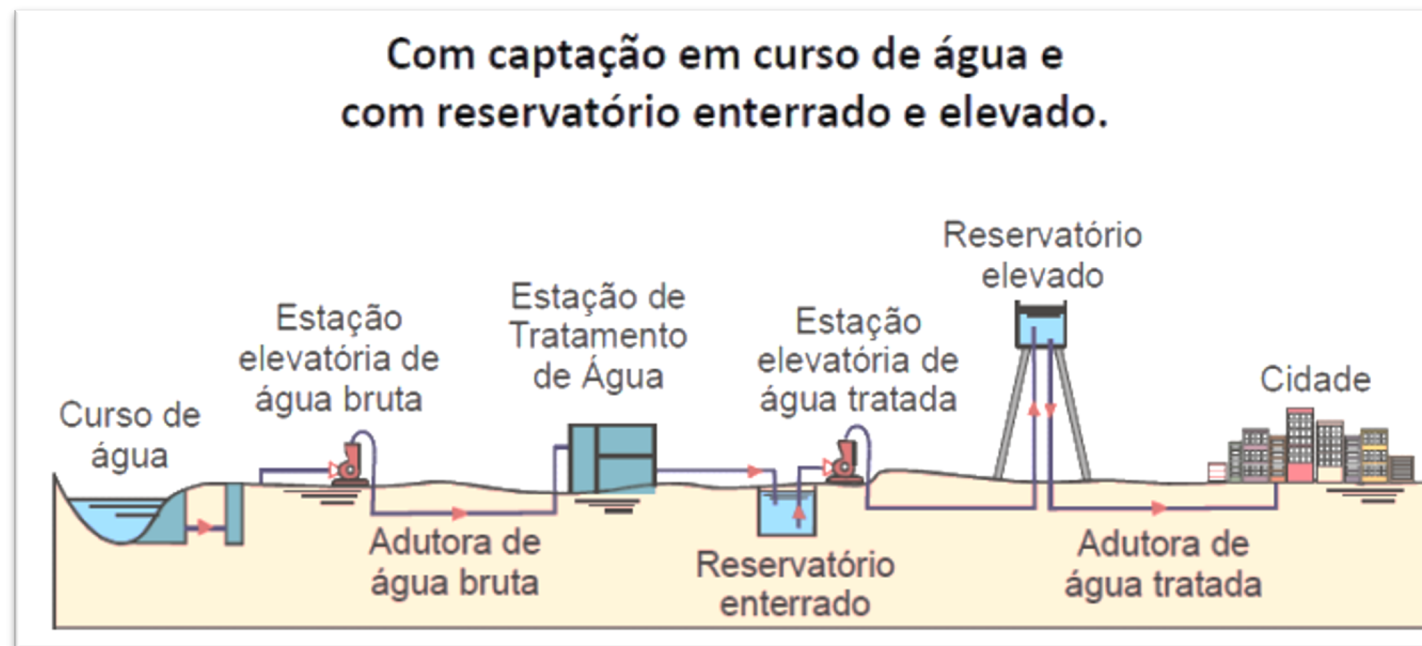 Com captação em curso de água e
com reservatório enterrado e elevado.
Reservatório
elevado
Estação de
Tratamento
de Água
Estação
elevatória de
água bruta
Estação
elevatória de
água tratada
Cidade
Curso de
água
Adutora de
água bruta
Reservatório
enterrado
Adutora de
água tratada